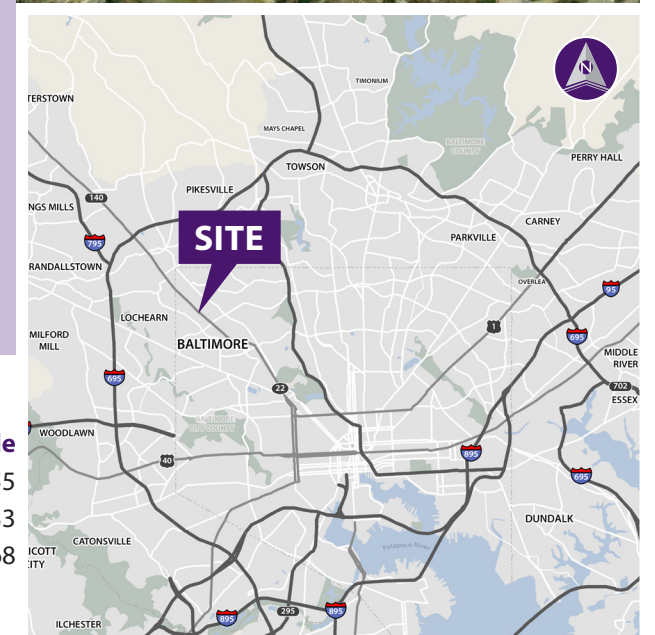 N
TIMONIUM
TERSTOWN
MAYS CHAPEL
BALTIMORE
COUNTY
PERRY HALL
TOWSON
PIKESVILLE
140
NGS MILLS
CARNEY
SITE
PARKVILLE
795
RANDALLSTOWN
OVERLEA
95
LOCHEARN
1
MILFORD
MILL
BALTIMORE
695
MIDDLE
RIVER
695
22
702
ESSEX
BALTIMORE
CITY COUNTY
WOODLAWN
le
895
40
695
5
3
DUNDALK
CATONSVILLE
Patapsco River
8
ICOTT
CITY
295
895
895
ILCHESTER